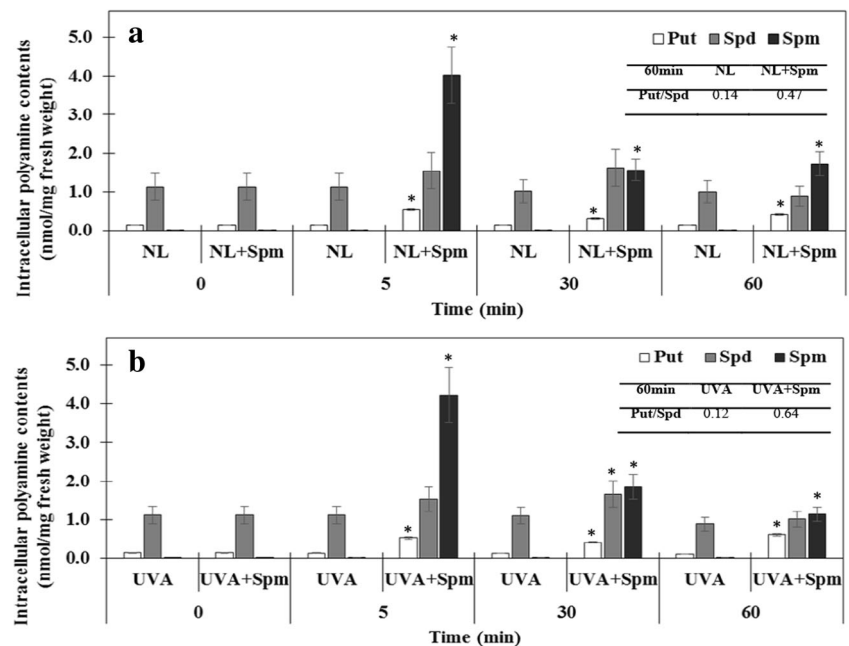 a
Put Spd Spm
60min NL NL+Spm
Put/Spd 0.14 0.47
Intracellular polyamine contents
(nmol/mg fresh weight)
5.0
4.0
3.0
2.0
1.0
0.0
* * * * * *
NL NL+Spm NL NL+Spm NL NL+Spm NL NL+Spm
0 5 30 60
Time (min)
b
Put Spd Spm
60min UVA UVA+Spm
Put/Spd 0.12 0.64
Intracellular polyamine contents
(nmol/mg fresh weight)
5.0
4.0
3.0
2.0
1.0
0.0
* * * * * * *
UVA UVA+Spm UVA UVA+Spm UVA UVA+Spm UVA UVA+Spm
0 5 30 60
Time (min)